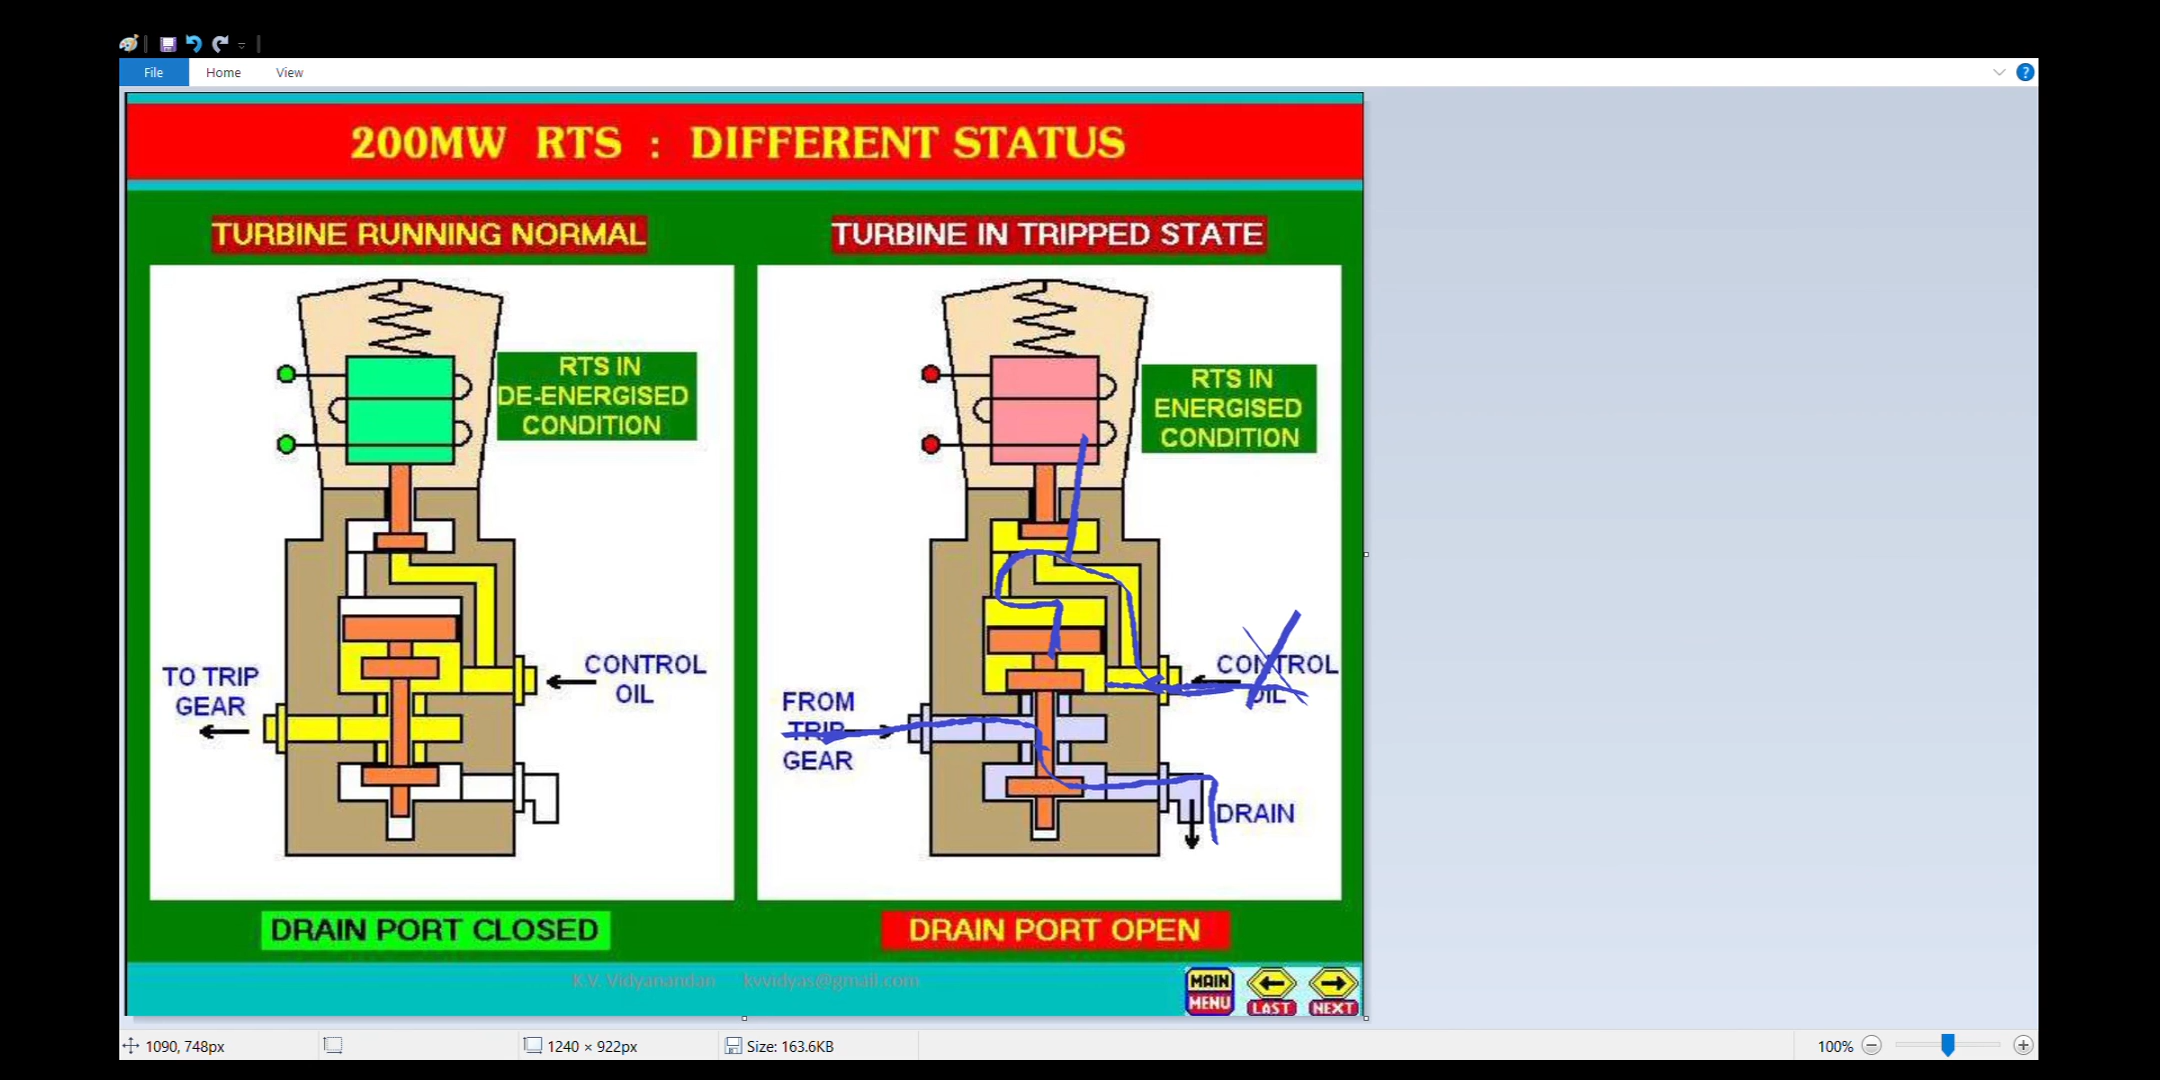 File Home View
200MW RTS : DIFFERENT STATUS
TURBINE RUNNING NORMAL
RTS IN
DE-ENERGISED
CONDITION
TO TRIP
GEAR
CONTROL
OIL
DRAIN PORT CLOSED
TURBINE IN TRIPPED STATE
RTS IN
ENERGISED
CONDITION
FROM
TRIP
GEAR
CONTROL
OIL
DRAIN
DRAIN PORT OPEN
K.V. Vidyanandan kvvidyas@gmail.com
MAIN
MENU
LAST
NEXT
1090, 748px 1240 × 922px Size: 163.6KB 100%